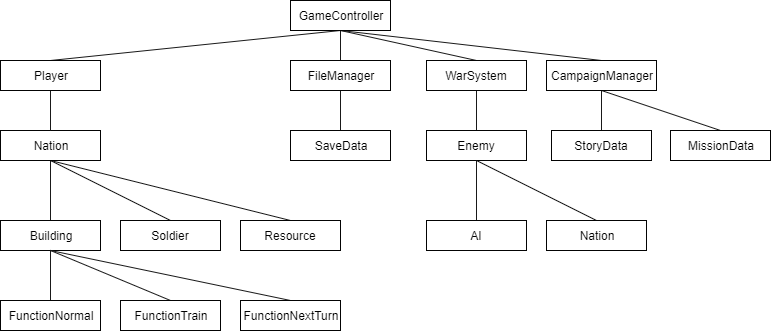 GameController
Player
FileManager
WarSystem
CampaignManager
Nation
SaveData
Enemy
StoryData
MissionData
Building
Soldier
Resource
AI
Nation
FunctionNormal
FunctionTrain
FunctionNextTurn